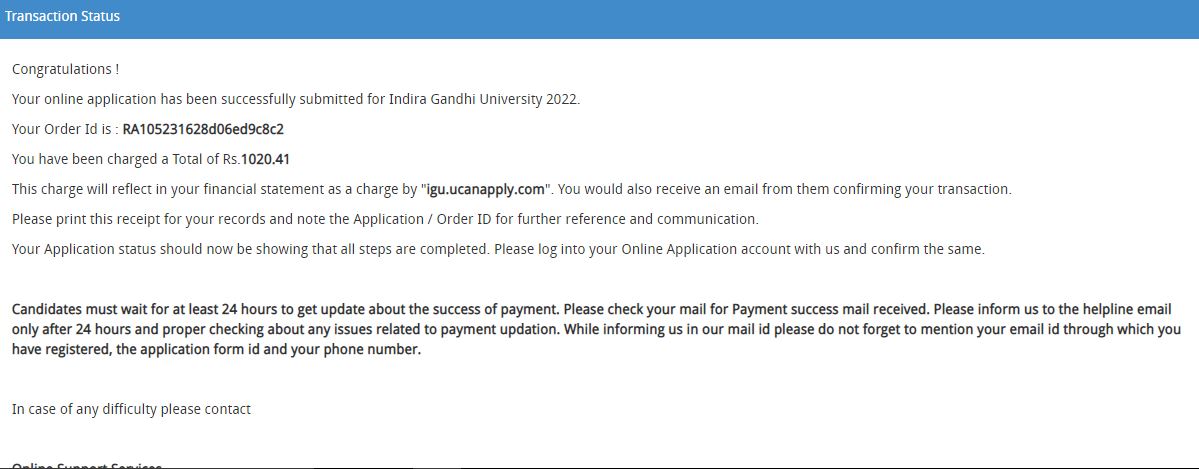 Transaction Status
Congratulations !
Your online application has been successfully submitted for Indira Gandhi University 2022.
Your Order Id is : RA105231628d06ed9c8c2
You have been charged a Total of Rs.1020.41
This charge will reflect in your financial statement as a charge by "igu.ucanapply.com". You would also receive an email from them confirming your transaction.
Please print this receipt for your records and note the Application / Order ID for further reference and communication.
Your Application status should now be showing that all steps are completed. Please log into your Online Application account with us and confirm the same.
Candidates must wait for at least 24 hours to get update about the success of payment. Please check your mail for Payment success mail received. Please inform us to the helpline email
only after 24 hours and proper checking about any issues related to payment updation. While informing us in our mail id please do not forget to mention your email id through which you
have registered, the application form id and your phone number.
In case of any difficulty please contact
Online Support Services